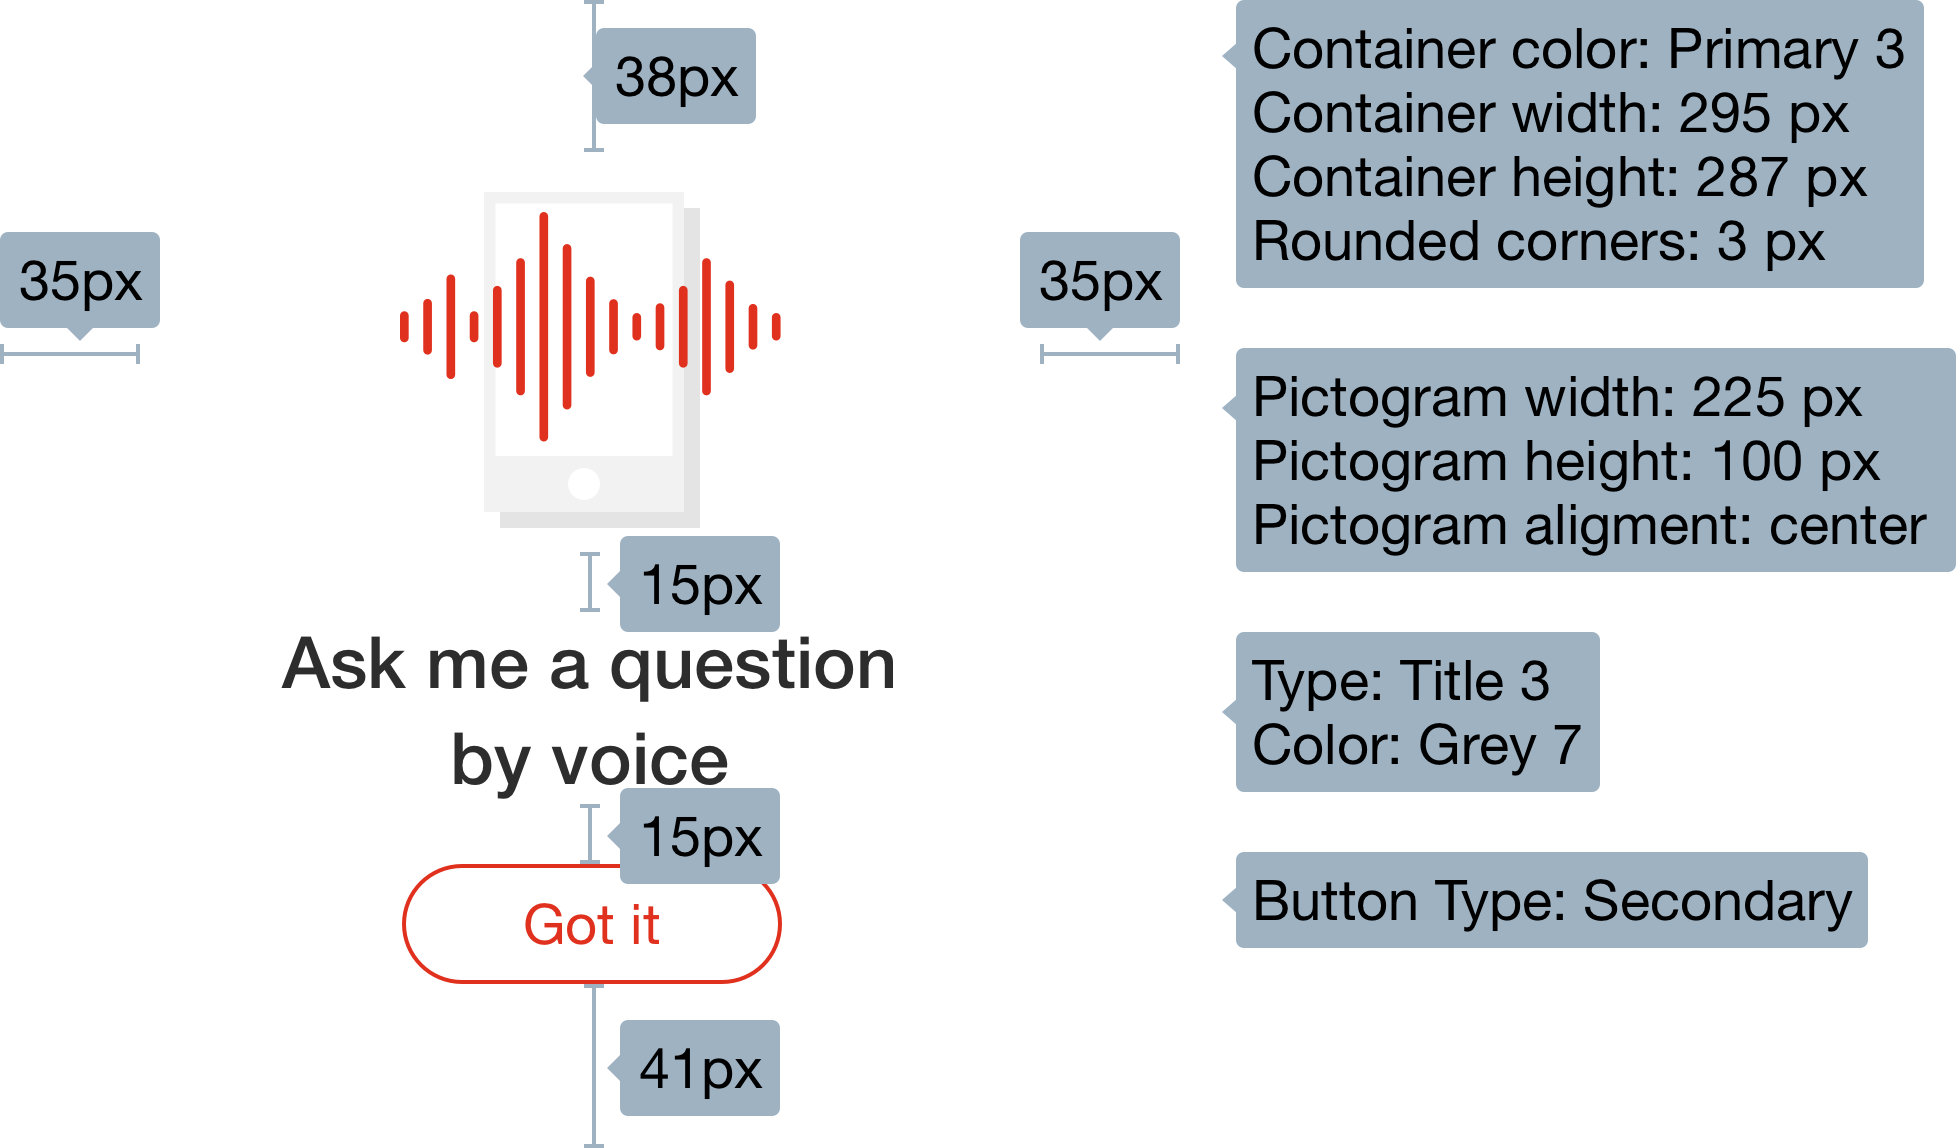 38px
35px
35px
15px
Ask me a question
by voice
15px
Got it
41px
Container color: Primary 3
Container width: 295 px
Container height: 287 px
Rounded corners: 3 px
Pictogram width: 225 px
Pictogram height: 100 px
Pictogram aligment: center
Type: Title 3
Color: Grey 7
Button Type: Secondary